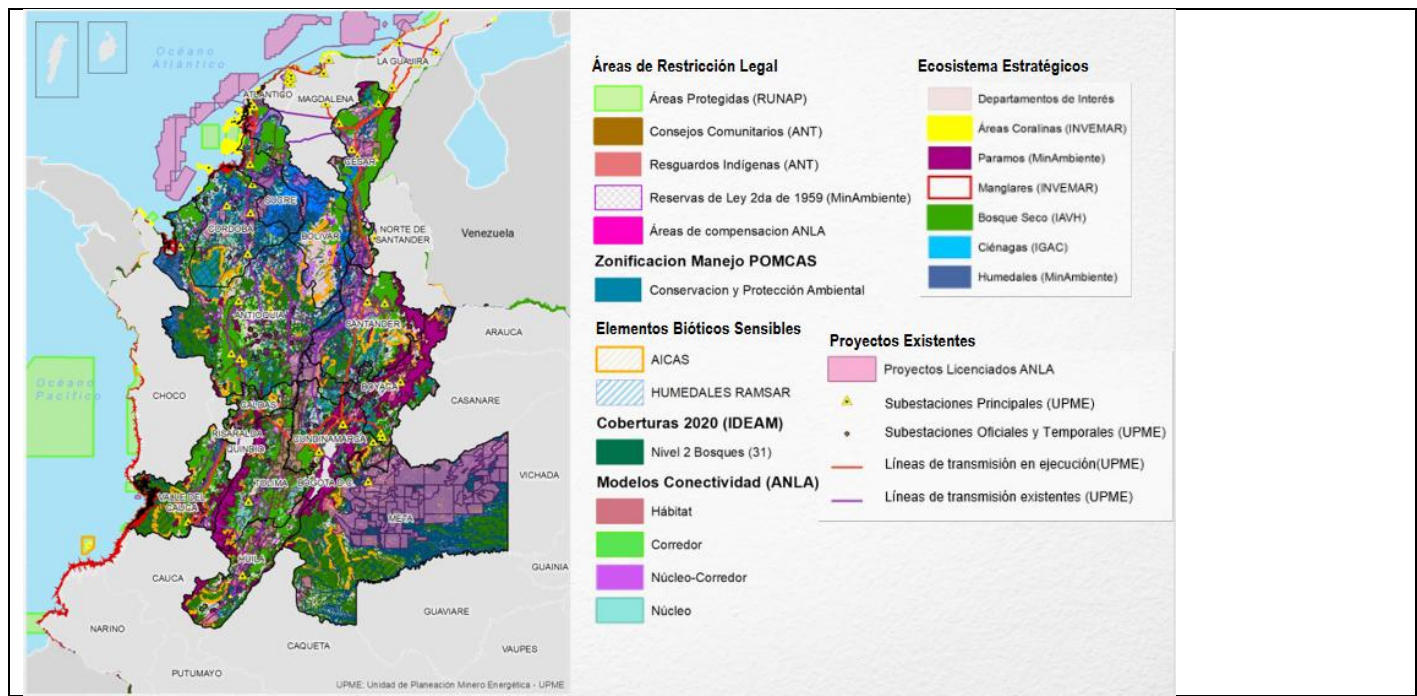 Océano
Atlántico
LA GUAJIRA
ATLANTICO
MAGDALENA
CESAR
SUCRE
CORDOBA
BOLIVAR
NORTE DE
SANTANDER
Venezuela
ANTIOQUIA
SANTANDER
ARAUCA
Océano
Pacífico
CHOCO
BOYACA
CASANARE
CALDAS
RISARALDA
CUNDINAMARCA
QUINDIO
VICHADA
TOLIMA
BOGOTA D.C.
VALLE DEL
CAUCA
META
HUILA
CAUCA
GUAINIA
GUAVIARE
NARINO
CAQUETA
VAUPES
PUTUMAYO
UPME; Unidad de Planeación Minero Energética - UPME
Áreas de Restricción Legal
Áreas Protegidas (RUNAP)
Consejos Comunitarios (ANT)
Resguardos Indígenas (ANT)
Reservas de Ley 2da de 1959 (MinAmbiente)
Áreas de compensacion ANLA
Zonificacion Manejo POMCAS
Conservacion y Protección Ambiental
Elementos Bióticos Sensibles
AICAS
HUMEDALES RAMSAR
Coberturas 2020 (IDEAM)
Nivel 2 Bosques (31)
Modelos Conectividad (ANLA)
Hábitat
Corredor
Núcleo-Corredor
Núcleo
Ecosistema Estratégicos
Departamentos de Interés
Áreas Coralinas (INVEMAR)
Paramos (MinAmbiente)
Manglares (INVEMAR)
Bosque Seco (IAVH)
Ciénagas (IGAC)
Humedales (MinAmbiente)
Proyectos Existentes
Proyectos Licenciados ANLA
Subestaciones Principales (UPME)
Subestaciones Oficiales y Temporales (UPME)
Líneas de transmisión en ejecución(UPME)
Líneas de transmisión existentes (UPME)